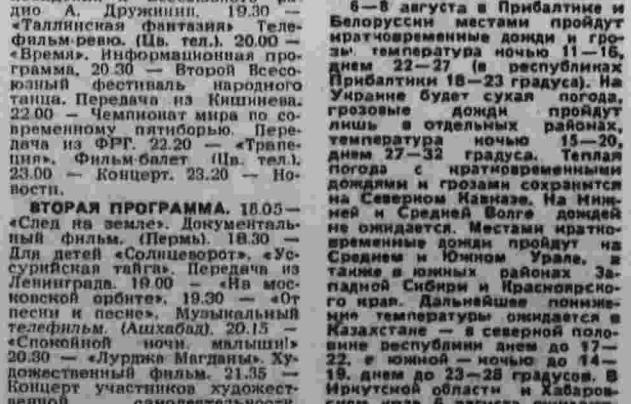 дио А. Дружинин. 19.30 —
«Таллинская фантазия» Теле-
фильм-ревю. (Цв. тел.). 20.00 —
«Время». Информационная про-
грамма. 20.30 — Второй Всесо-
юзный фестиваль народного
танца. Передача из Кишинева.
22.00 — Чемпионат мира по со-
временному пятиборью. Пере-
дача из ФРГ. 22.20 — «Трапе-
ция». Фильм-балет (Цв. тел.).
23.00 — Концерт. 23.20 — Но-
вости.
ВТОРАЯ ПРОГРАММА. 18.05—
«След на земле». Документаль-
ный фильм. (Пермь). 18.30 —
Для детей «Солнцеворот». «Ус-
сурийская тайга». Передача из
Ленинграда. 19.00 — «На мос-
ковской орбите». 19.30 — «От
песни к песне». Музыкальный
телефильм. (Ашхабад). 20.15 —
«Спокойной ночи, малыши!»
20.30 — «Лурджа Магданы». Ху-
дожественный фильм. 21.35 —
Концерт участников художест-
венной самодеятельности.
6—8 августа в Прибалтике и
Белоруссии местами пройдут
кратковременные дожди и гро-
зы, температура ночью 11—16,
днем 22—27 (в республиках
Прибалтики 18—23 градуса). На
Украине будет сухая погода,
грозовые дожди пройдут
лишь в отдельных районах,
температура ночью 15—20,
днем 27—32 градуса. Теплая
погода с кратковременными
дождями и грозами сохранится
на Северном Кавказе. На Ниж-
ней и Средней Волге дождей
не ожидается. Местами кратко-
временные дожди пройдут на
Среднем и Южном Урале, а
также в южных районах За-
падной Сибири и Красноярско-
го края. Дальнейшее пониже-
ние температуры ожидается в
Казахстане — в северной поло-
вине республики днем до 17—
22, в южной — ночью до 14—
19, днем до 23—28 градусов. В
Иркутской области и Хабаров-
ском крае 6 августа